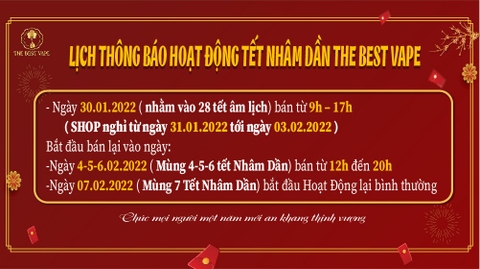 THE BEST VAPE
LỊCH THÔNG BÁO HOẠT ĐỘNG TẾT NHÂM DẦN THE BEST VAPE
- Ngày 30.01.2022 ( nhằm vào 28 tết âm lịch) bán từ 9h – 17h
( SHOP nghỉ từ ngày 31.01.2022 tới ngày 03.02.2022 )
Bắt đầu bán lại vào ngày:
-Ngày 4-5-6.02.2022 ( Mùng 4-5-6 tết Nhâm Dần) bán từ 12h đến 20h
-Ngày 07.02.2022 ( Mùng 7 Tết Nhâm Dần) bắt đầu Hoạt Động lại bình thường
Chúc mọi người một năm mới an khang thịnh vượng